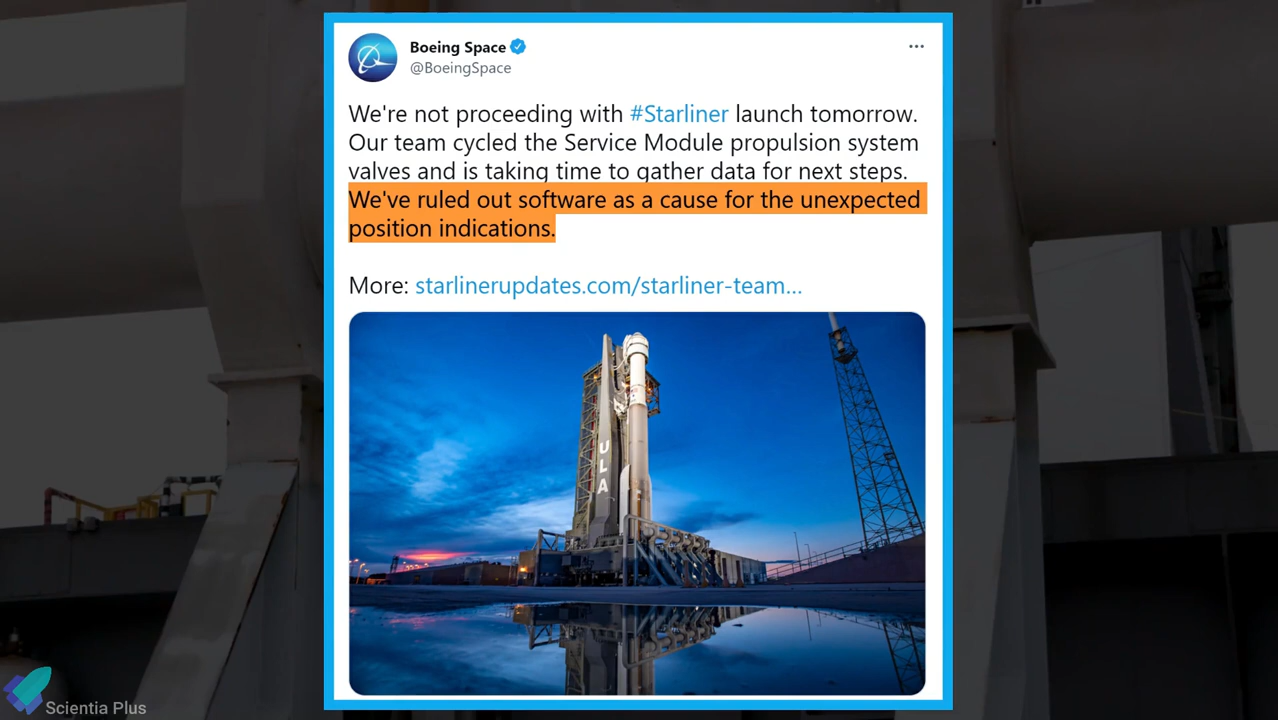 Boeing Space
@BoeingSpace
We're not proceeding with #Starliner launch tomorrow.
Our team cycled the Service Module propulsion system
valves and is taking time to gather data for next steps.
We've ruled out software as a cause for the unexpected
position indications.
More: starlinerupdates.com/starliner-team...
U
L
A
Scientia Plus